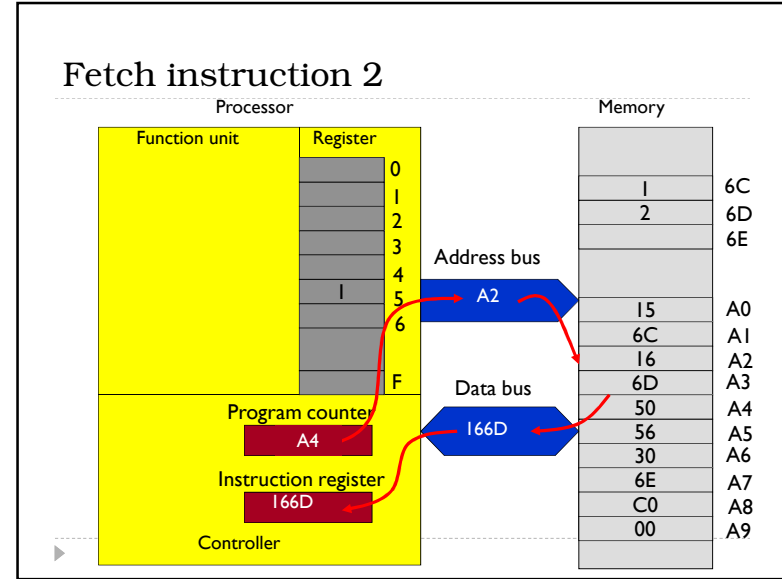 Fetch instruction 2
Processor
Memory
Function unit
Register
0
1
2
3
4
5
6
F
1
Address bus
A2
Data bus
166D
Program counter
A4
Instruction register
166D
Controller
1 6C
2 6D
6E
15 A0
6C A1
16 A2
6D A3
50 A4
56 A5
30 A6
6E A7
C0 A8
00 A9